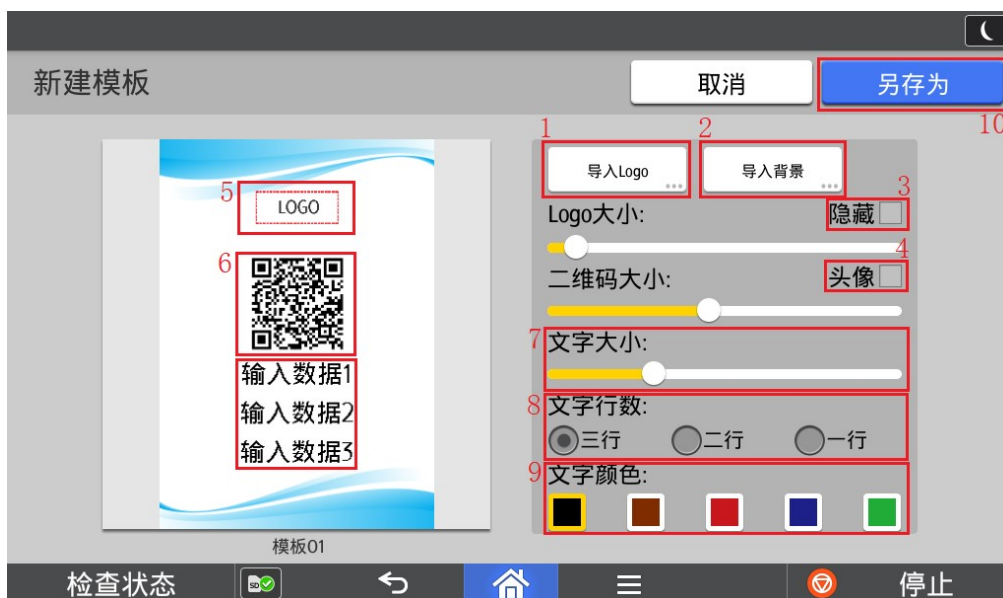 新建模板
取消
另存为
10
1
2
导入Logo
导入背景
3
Logo大小:
隐藏
4
二维码大小:
头像
5
LOGO
6
输入数据1
输入数据2
输入数据3
7
文字大小:
8
文字行数:
三行 二行 一行
9
文字颜色:
模板01
检查状态
SD
停止